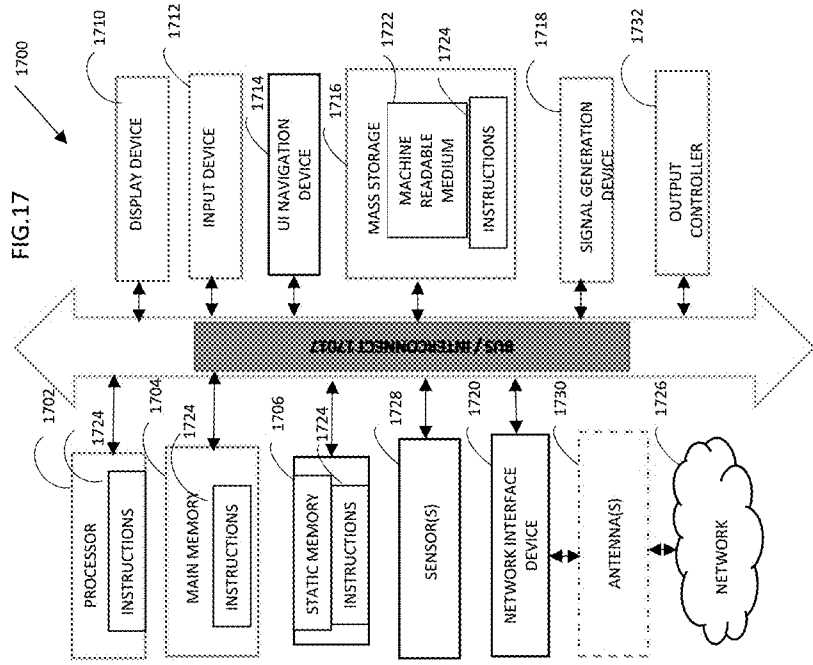 FIG.17
1700
PROCESSOR
1702
INSTRUCTIONS
1724
MAIN MEMORY
1704
INSTRUCTIONS
1724
STATIC MEMORY
1706
INSTRUCTIONS
1724
SENSOR(S)
1728
NETWORK INTERFACE
DEVICE
1720
ANTENNA(S)
1730
NETWORK
1726
BUS / INTERCONNECT 17017
DISPLAY DEVICE
1710
INPUT DEVICE
1712
UI NAVIGATION
DEVICE
1714
MASS STORAGE
1716
MACHINE
READABLE
MEDIUM
1722
INSTRUCTIONS
1724
SIGNAL GENERATION
DEVICE
1718
OUTPUT
CONTROLLER
1732